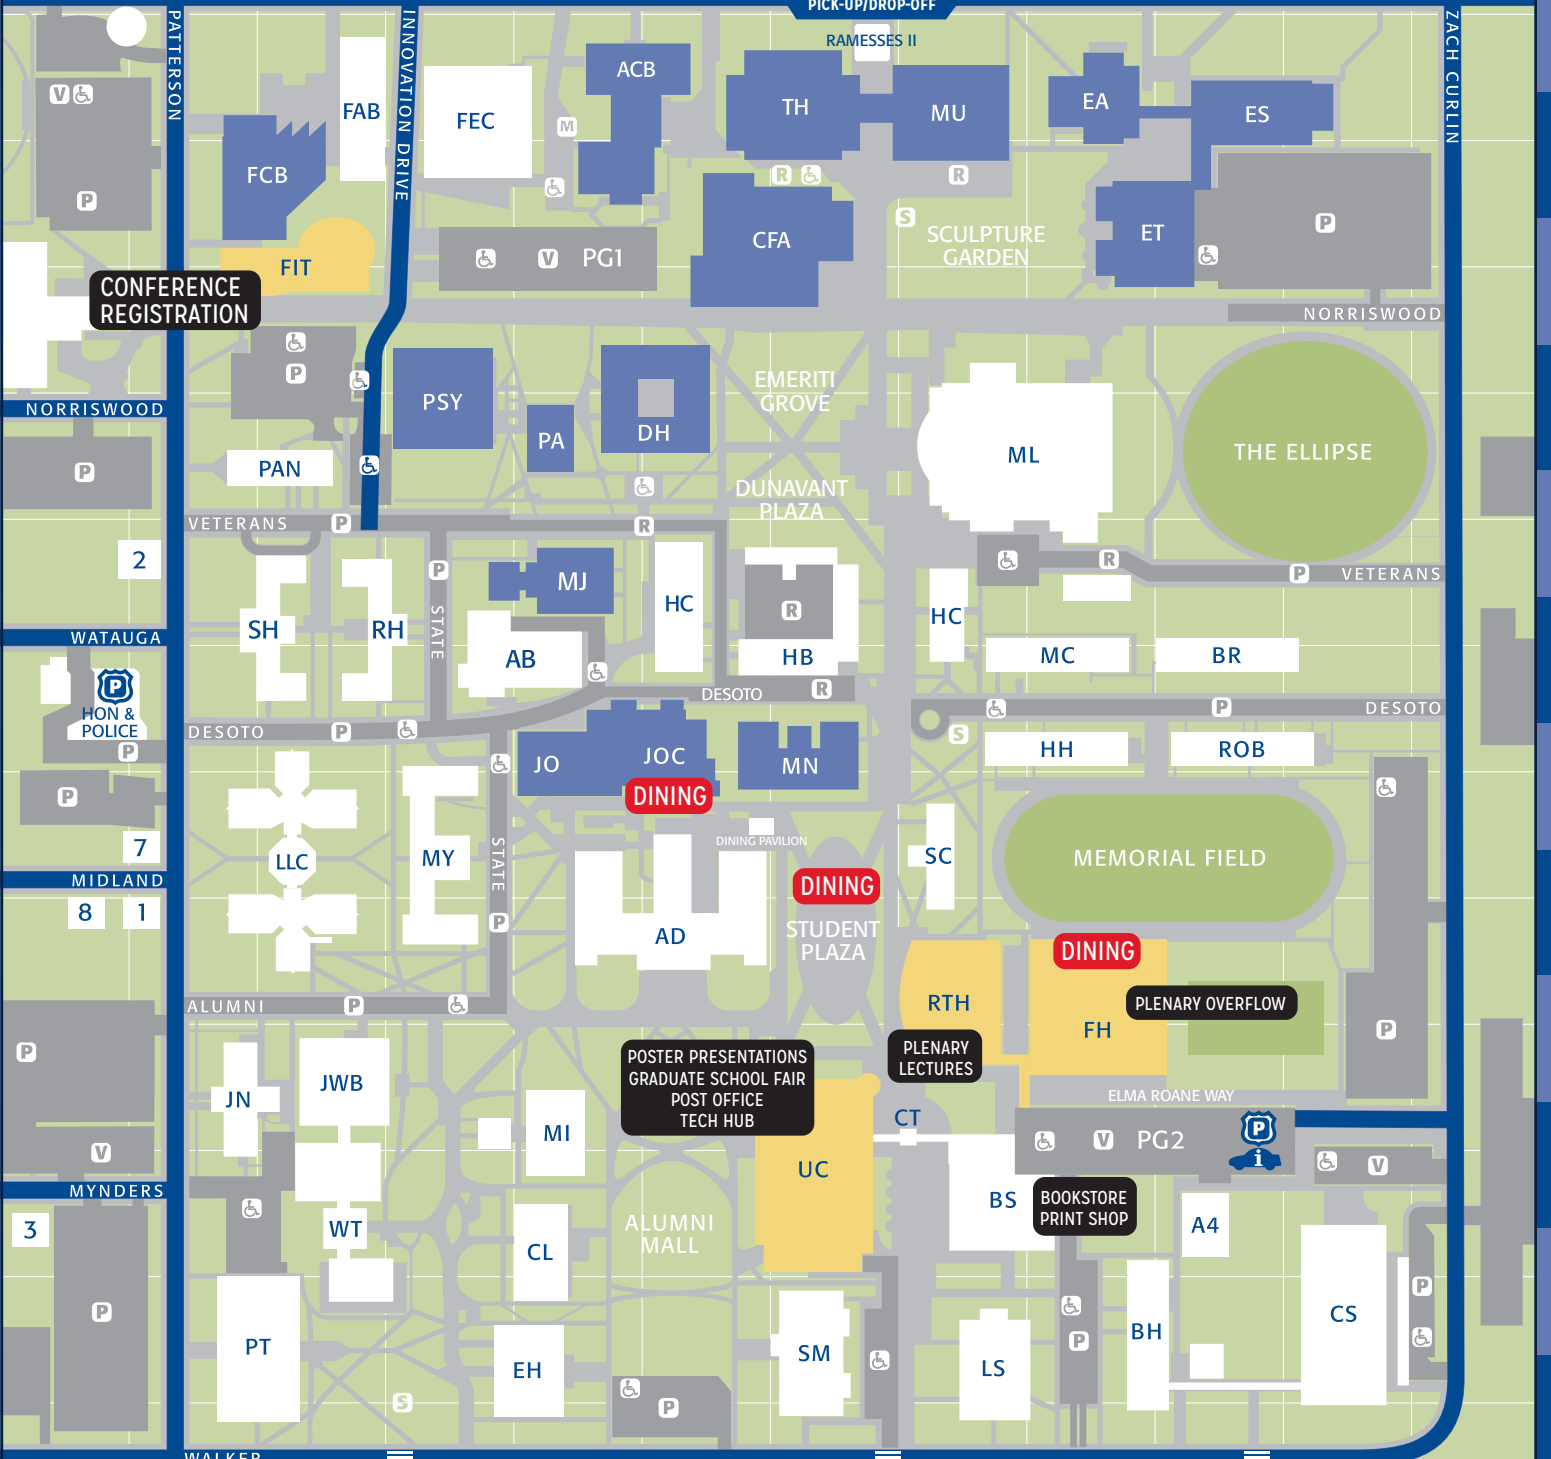 PICK-UP/DROP-OFF
RAMESSES II
PATTERSON
INNOVATION DRIVE
ZACH CURLIN
V
FAB
FEC
M
ACB
TH
MU
EA
ES
FCB
P
R
R
S
SCULPTURE
GARDEN
CFA
ET
P
FIT
V
PG1
CONFERENCE
REGISTRATION
NORRISWOOD
P
EMERITI
GROVE
PSY
PA
DH
NORRISWOOD
ML
THE ELLIPSE
P
PAN
DUNAVANT
PLAZA
VETERANS
P
R
2
P
MJ
HC
R
R
P
VETERANS
HC
SH
RH
STATE
AB
HB
MC
BR
WATAUGA
P
HON &
POLICE
P
DESOTO
R
P
DESOTO
DESOTO
P
S
JO
JOC
MN
HH
ROB
P
DINING
7
LLC
MY
STATE
DINING PAVILION
SC
MEMORIAL FIELD
MIDLAND
DINING
8
1
P
AD
STUDENT
PLAZA
DINING
RTH
FH
PLENARY OVERFLOW
ALUMNI
P
P
P
PLENARY
LECTURES
POSTER PRESENTATIONS
GRADUATE SCHOOL FAIR
POST OFFICE
TECH HUB
JN
JWB
ELMA ROANE WAY
CT
MI
V
PG2
P
i
V
V
UC
MYNDERS
BS
BOOKSTORE
PRINT SHOP
A4
3
WT
ALUMNI
MALL
CL
P
P
CS
PT
EH
SM
LS
P
BH
S
P
WALKER